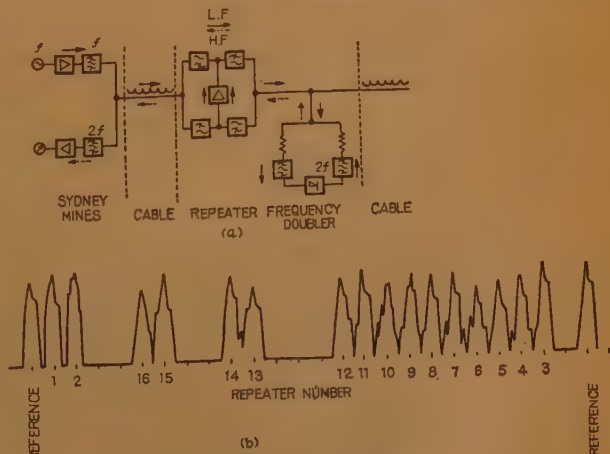 L.F
H.F
f
f
2f
2f
SYDNEY MINES
CABLE
REPEATER
FREQUENCY DOUBLER
CABLE
(a)
REFERENCE
1
2
16
15
14
13
12
11
10
9
8
7
6
5
4
3
REFERENCE
REPEATER NUMBER
(b)